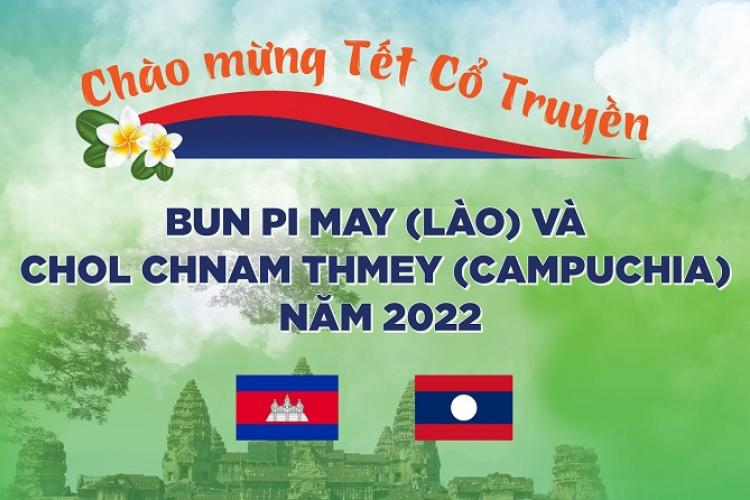 Chào mừng Tết Cổ Truyền
BUN PI MAY (LÀO) VÀ
CHOL CHNAM THMEY (CAMPUCHIA)
NĂM 2022